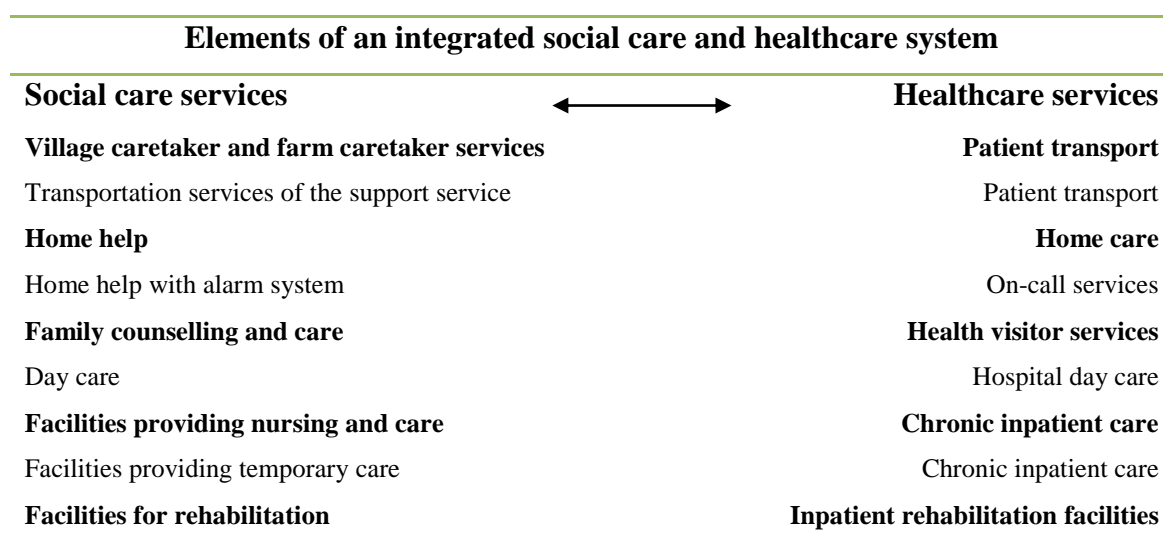 Elements of an integrated social care and healthcare system
Social care services Healthcare services
Village caretaker and farm caretaker services Patient transport
Transportation services of the support service Patient transport
Home help Home care
Home help with alarm system On-call services
Family counselling and care Health visitor services
Day care Hospital day care
Facilities providing nursing and care Chronic inpatient care
Facilities providing temporary care Chronic inpatient care
Facilities for rehabilitation Inpatient rehabilitation facilities